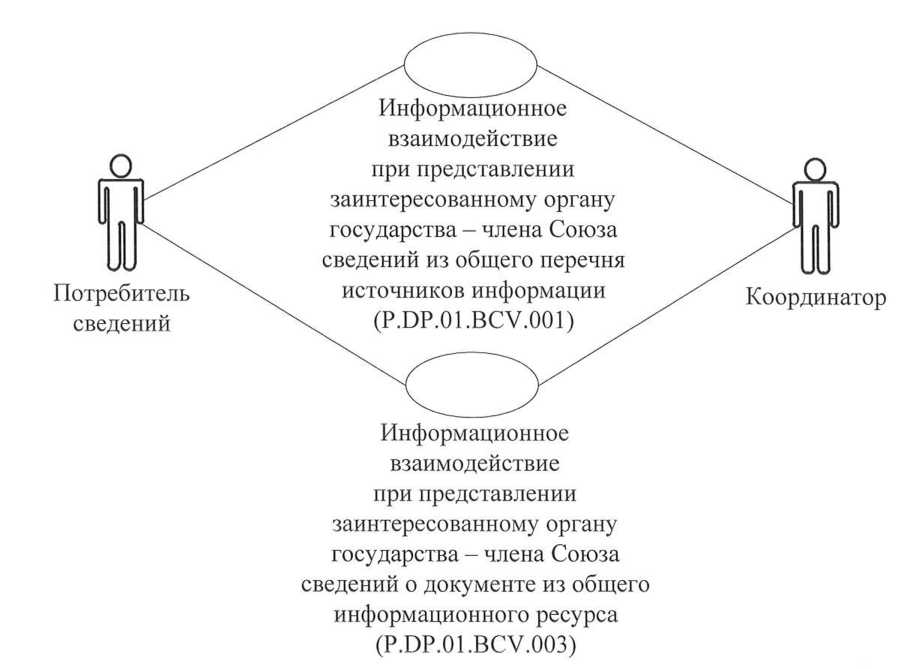 Информационное
взаимодействие
при представлении
заинтересованному органу
государства – члена Союза
сведений из общего перечня
источников информации
(P.DP.01.BCV.001)
Потребитель
сведений
Координатор
Информационное
взаимодействие
при представлении
заинтересованному органу
государства – члена Союза
сведений о документе из общего
информационного ресурса
(P.DP.01.BCV.003)